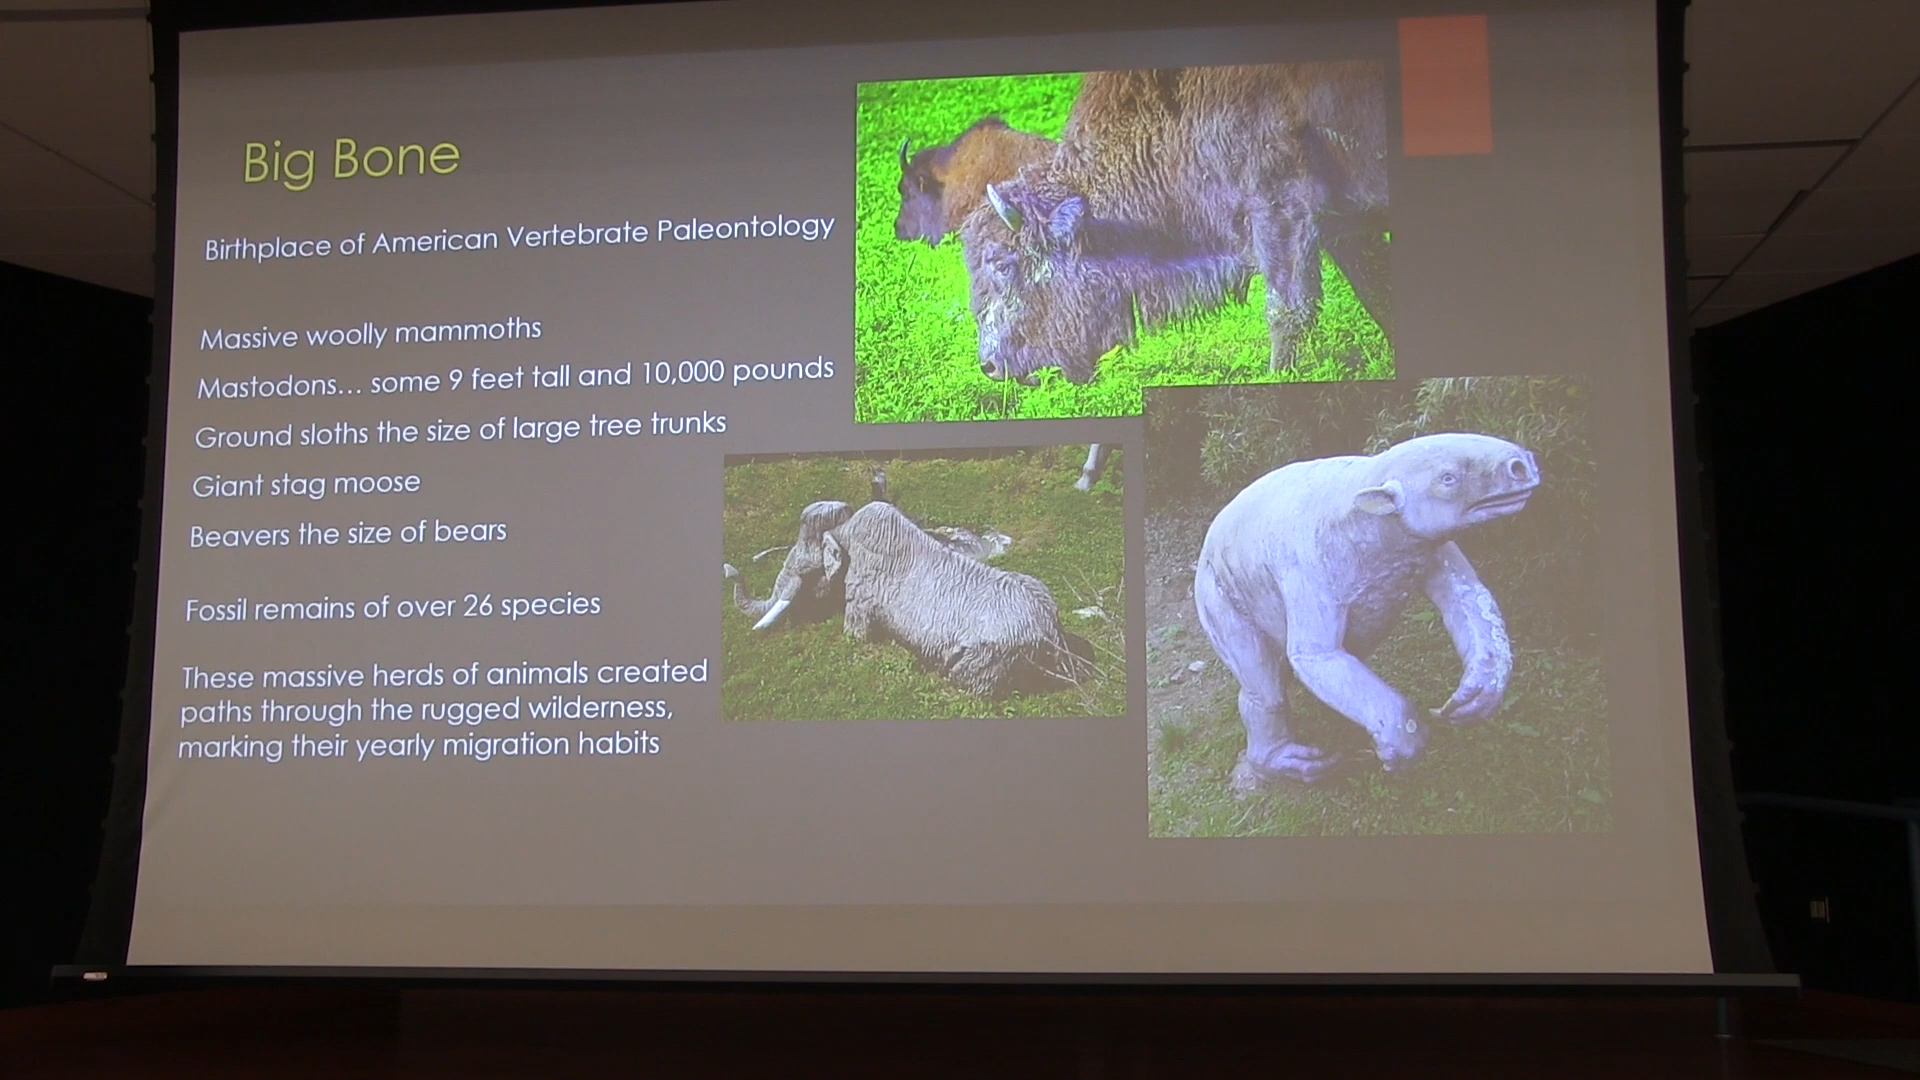 Big Bone
Birthplace of American Vertebrate Paleontology
Massive woolly mammoths
Mastodons... some 9 feet tall and 10,000 pounds
Ground sloths the size of large tree trunks
Giant stag moose
Beavers the size of bears
Fossil remains of over 26 species
These massive herds of animals created
paths through the rugged wilderness,
marking their yearly migration habits